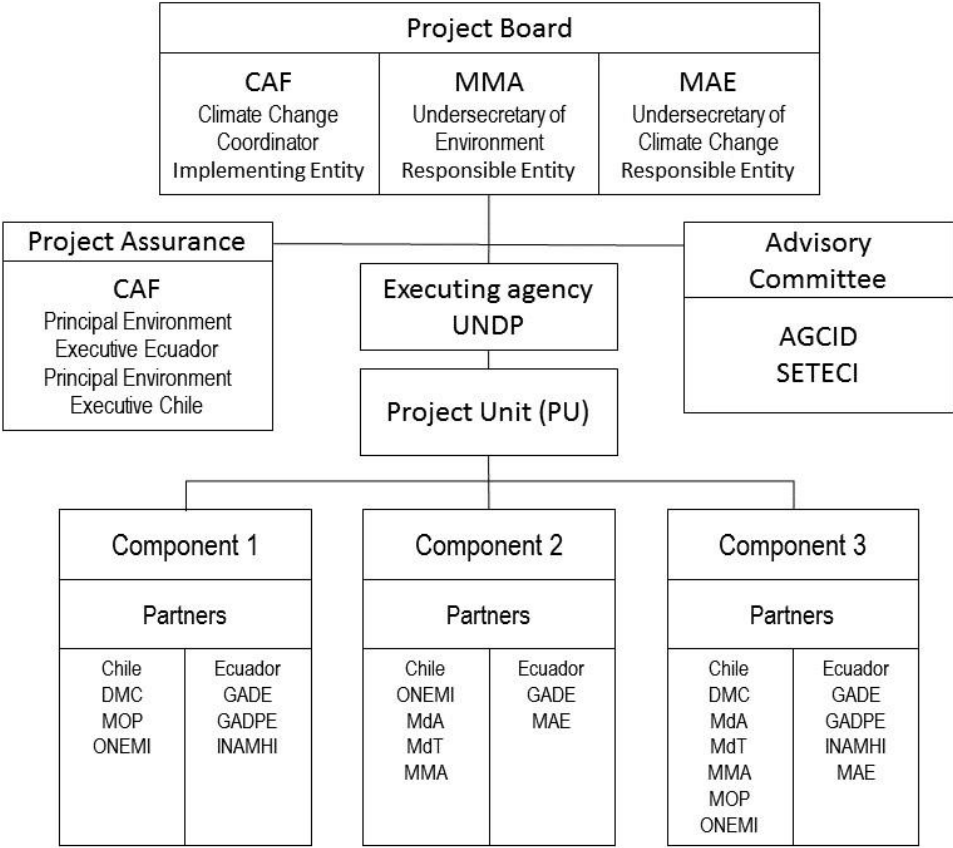 Project Board
CAF
Climate Change
Coordinator
Implementing Entity
MMA
Undersecretary of
Environment
Responsible Entity
MAE
Undersecretary of
Climate Change
Responsible Entity
Project Assurance
CAF
Principal Environment
Executive Ecuador
Principal Environment
Executive Chile
Executing agency
UNDP
Advisory
Committee
AGCID
SETECI
Project Unit (PU)
Component 1
Partners
Chile
DMC
MOP
ONEMI
Ecuador
GADE
GADPE
INAMHI
Component 2
Partners
Chile
ONEMI
MdA
MdT
MMA
Ecuador
GADE
MAE
Component 3
Partners
Chile
DMC
MdA
MdT
MMA
MOP
ONEMI
Ecuador
GADE
GADPE
INAMHI
MAE